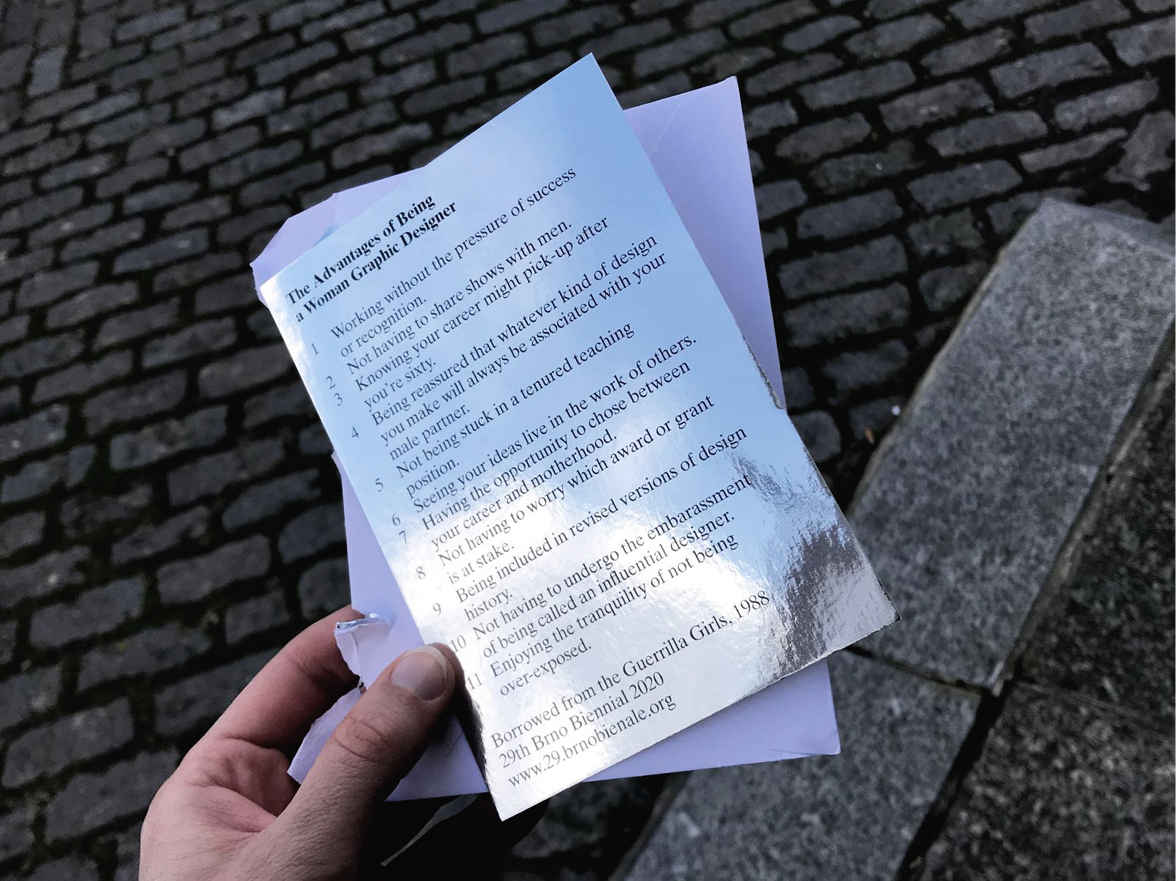 The Advantages of Being
a Woman Graphic Designer
1 Working without the pressure of success
or recognition.
2 Not having to share shows with men.
3 Knowing your career might pick-up after
you're sixty.
4 Being reassured that whatever kind of design
you make will always be associated with your
male partner.
5 Not being stuck in a tenured teaching
position.
6 Seeing your ideas live in the work of others.
7 Having the opportunity to chose between
your career and motherhood.
8 Not having to worry which award or grant
is at stake.
9 Being included in revised versions of design
history.
10 Not having to undergo the embarassment
of being called an influential designer.
11 Enjoying the tranquility of not being
over-exposed.
Borrowed from the Guerrilla Girls, 1988
29th Brno Biennial 2020
www.29.brnobienale.org